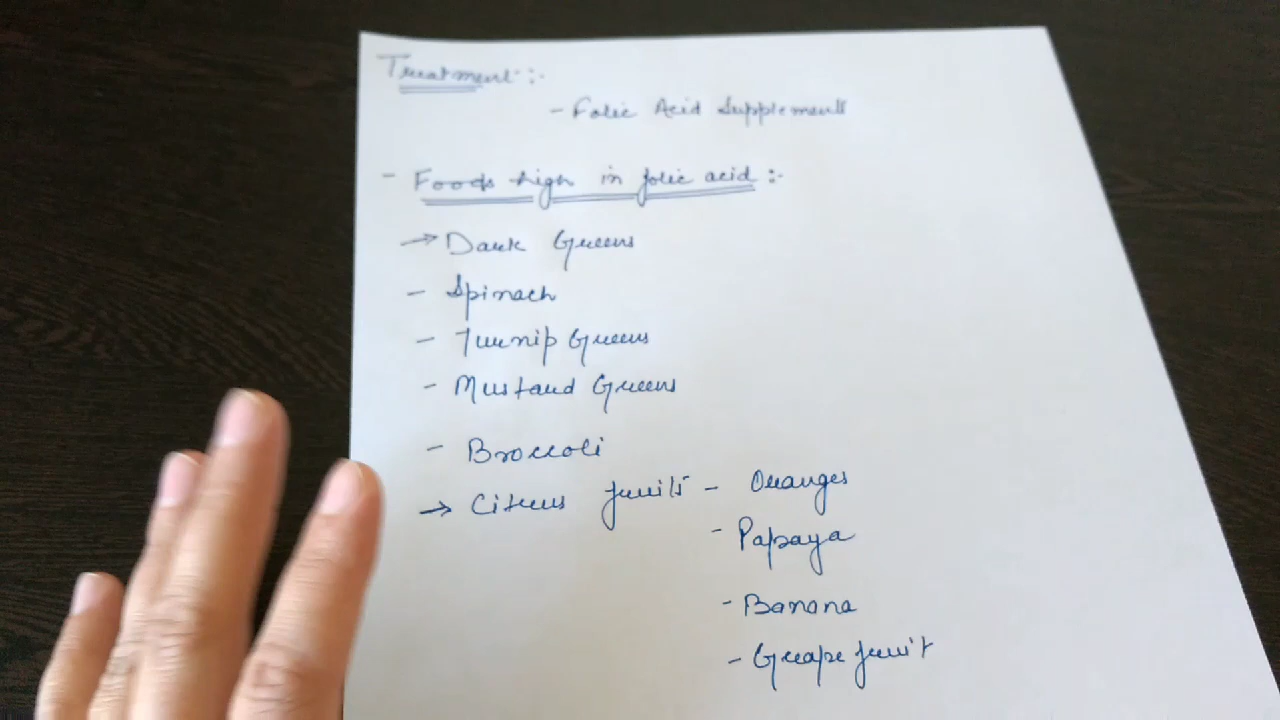 Treatment :-
- Folic Acid Supplements
- Foods high in folic acid :-
→ Dark Greens
- Spinach
- Turnip Greens
- Mustard Greens
- Broccoli
→ Citrus fruits - Oranges
- Papaya
- Banana
- Grape fruit